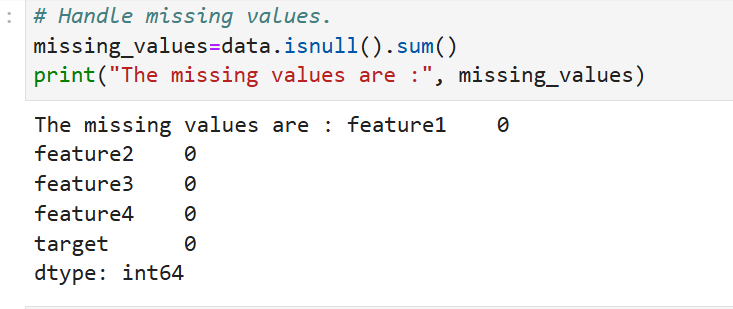 :
# Handle missing values.
missing_values=data.isnull().sum()
print("The missing values are :", missing_values)
The missing values are : feature1    0
feature2    0
feature3    0
feature4    0
target      0
dtype: int64